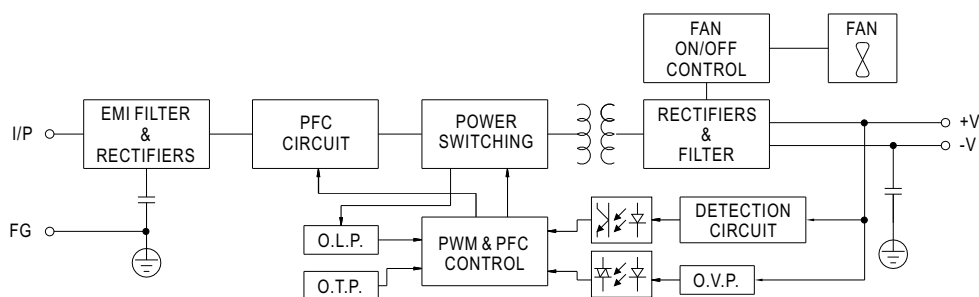 FAN
ON/OFF
CONTROL
FAN
I/P
EMI FILTER
&
RECTIFIERS
PFC
CIRCUIT
POWER
SWITCHING
RECTIFIERS
&
FILTER
+V
-V
FG
O.L.P.
O.T.P.
PWM & PFC
CONTROL
DETECTION
CIRCUIT
O.V.P.